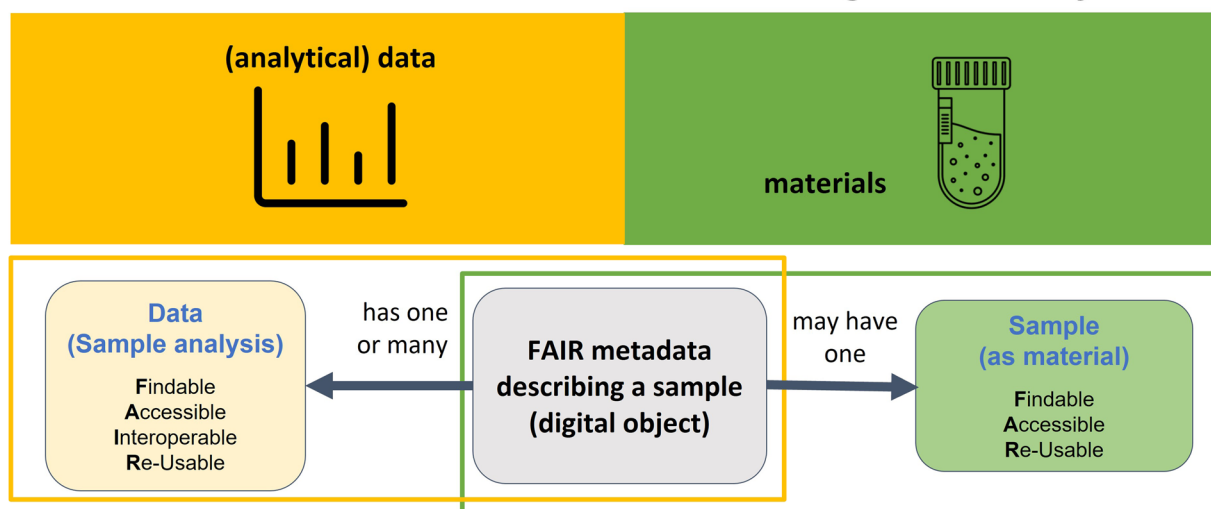 (analytical) data
materials
Data
(Sample analysis)
Findable
Accessible
Interoperable
Re-Usable
has one
or many
FAIR metadata
describing a sample
(digital object)
may have
one
Sample
(as material)
Findable
Accessible
Re-Usable